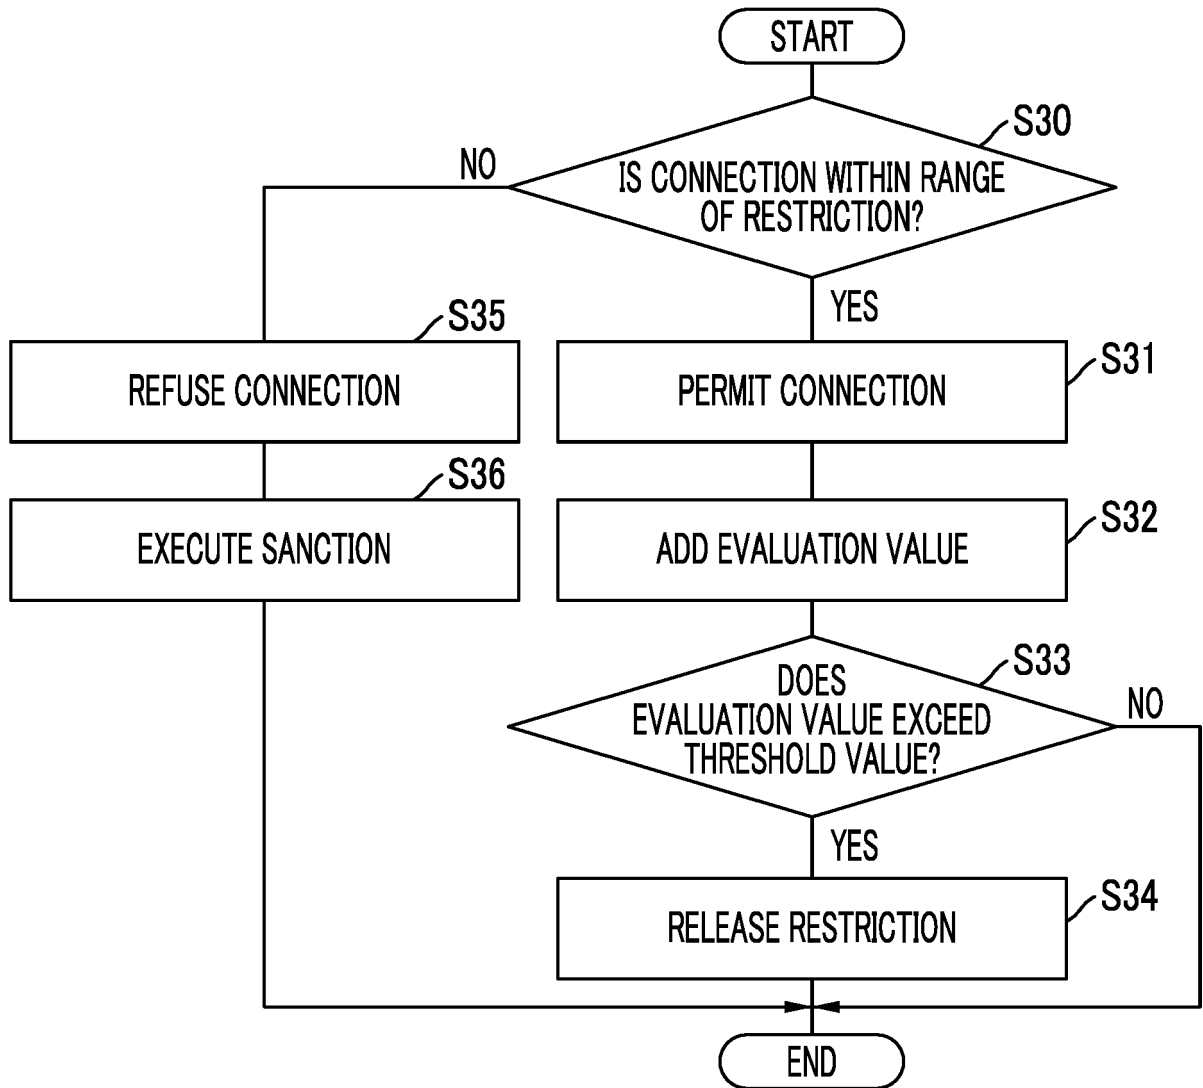 START
S30
NO
IS CONNECTION WITHIN RANGE
OF RESTRICTION?
YES
S35
REFUSE CONNECTION
S31
PERMIT CONNECTION
S36
EXECUTE SANCTION
S32
ADD EVALUATION VALUE
S33
DOES
EVALUATION VALUE EXCEED
THRESHOLD VALUE?
NO
YES
S34
RELEASE RESTRICTION
END